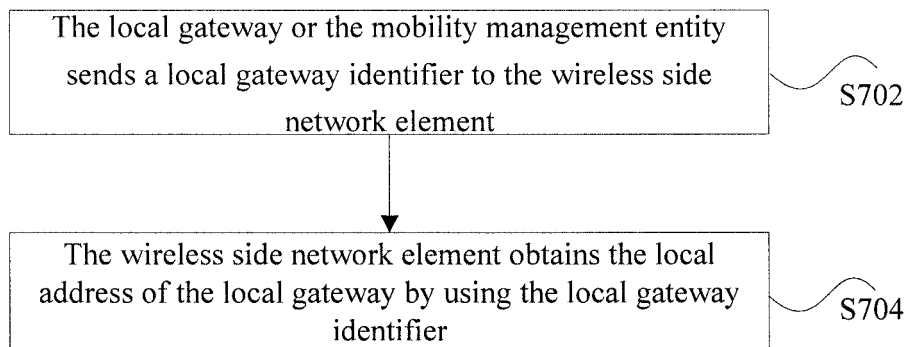 The local gateway or the mobility management entity
sends a local gateway identifier to the wireless side
network element
S702
The wireless side network element obtains the local
address of the local gateway by using the local gateway
identifier
S704